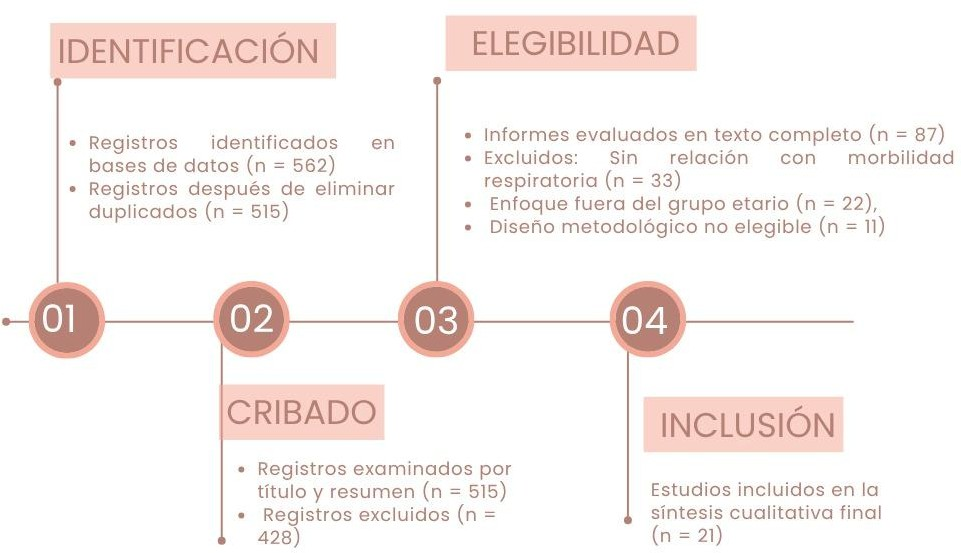 IDENTIFICACIÓN
• Registros identificados en
bases de datos (n = 562)
• Registros después de eliminar
duplicados (n = 515)
ELEGIBILIDAD
• Informes evaluados en texto completo (n = 87)
• Excluidos: Sin relación con morbilidad
respiratoria (n = 33)
• Enfoque fuera del grupo etario (n = 22),
• Diseño metodológico no elegible (n = 11)
01
02
03
04
CRIBADO
• Registros examinados por
título y resumen (n = 515)
• Registros excluidos (n =
428)
INCLUSIÓN
Estudios incluidos en la
síntesis cualitativa final
(n = 21)